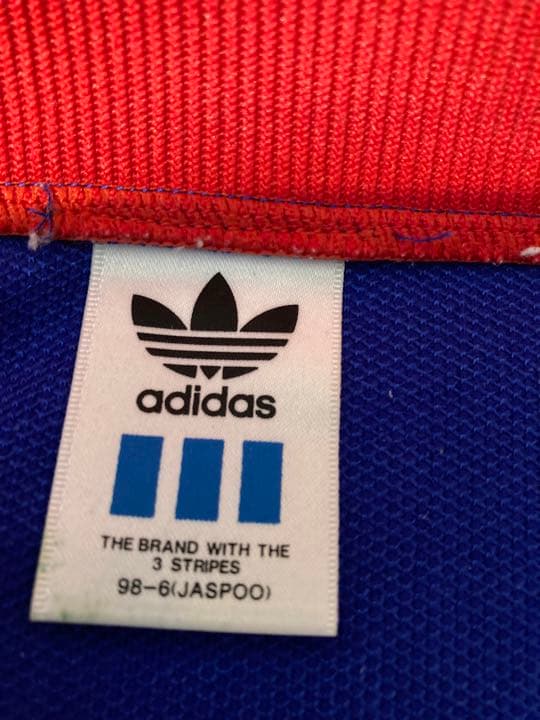 adidas
THE BRAND WITH THE
3 STRIPES
98-6(JASPOO)